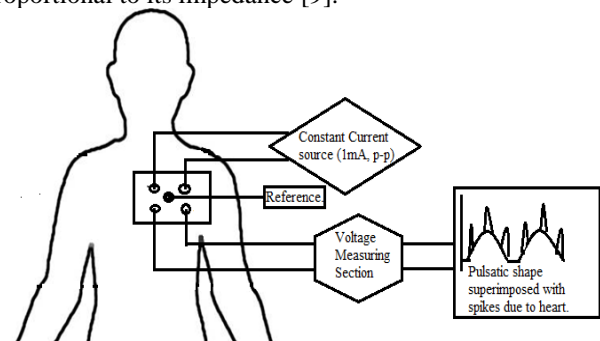 roportional to its impedance [9].
Constant Current
source (1mA, p-p)
Reference.
Voltage
Measuring
Section
Pulsatic shape
superimposed with
spikes due to heart.